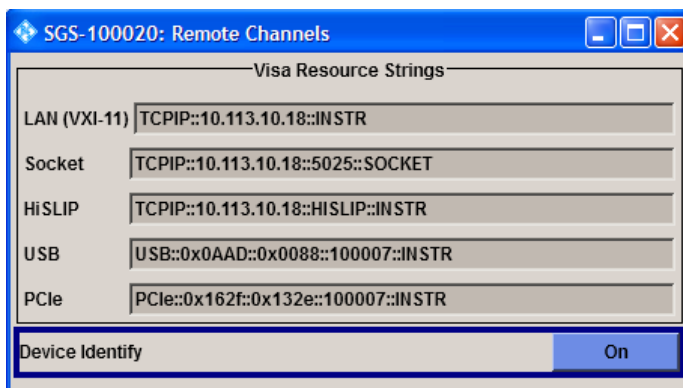 SGS-100020: Remote Channels
Visa Resource Strings
LAN (VXI-11) TCPIP::10.113.10.18::INSTR
Socket TCPIP::10.113.10.18::5025::SOCKET
HiSLIP TCPIP::10.113.10.18::HISLIP::INSTR
USB USB::0x0AAD::0x0088::100007::INSTR
PCIe PCIe::0x162f::0x132e::100007::INSTR
Device Identify On